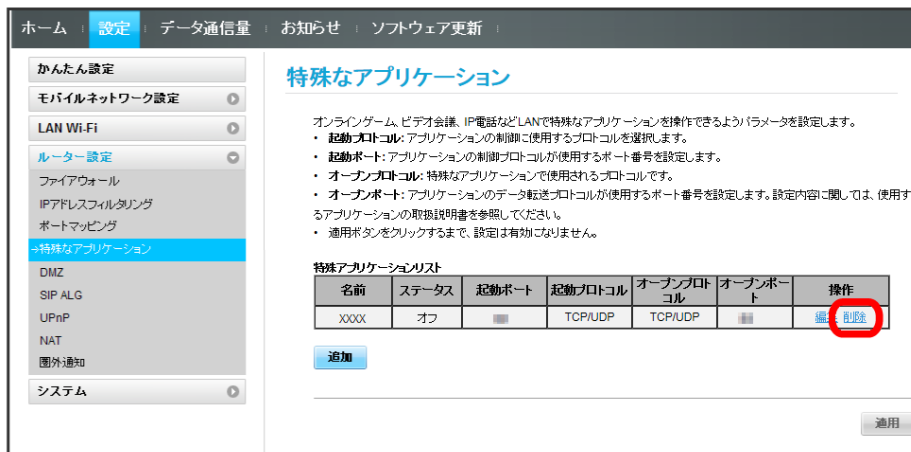 ホーム 設定 データ通信量 お知らせ ソフトウェア更新
かんたん設定
モバイルネットワーク設定
LAN Wi-Fi
ルーター設定
ファイアウォール
IPアドレスフィルタリング
ポートマッピング
→特殊なアプリケーション
DMZ
SIP ALG
UPnP
NAT
圏外通知
システム
特殊なアプリケーション
オンラインゲーム、ビデオ会議、IP電話などLANで特殊なアプリケーションを操作できるようパラメータを設定します。
・ 起動プロトコル: アプリケーションの制御に使用するプロトコルを選択します。
・ 起動ポート: アプリケーションの制御プロトコルが使用するポート番号を設定します。
・ オープンプロトコル: 特殊なアプリケーションで使用されるプロトコルです。
・ オープンポート: アプリケーションのデータ転送プロトコルが使用するポート番号を設定します。設定内容に関しては、使用す
るアプリケーションの取扱説明書を参照してください。
・ 適用ボタンをクリックするまで、設定は有効になりません。
特殊アプリケーションリスト
名前 ステータス 起動ポート 起動プロトコル オープンプロト
コル オープンポー
ト 操作
XXXX オフ TCP/UDP TCP/UDP 編集 削除
追加
適用